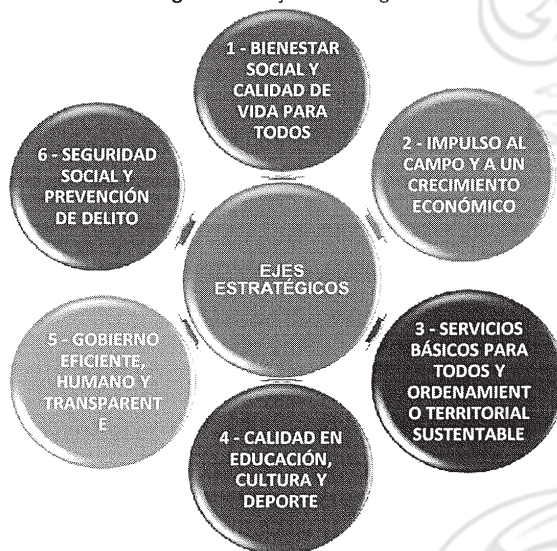 1 - BIENESTAR
SOCIAL Y
CALIDAD DE
VIDA PARA
TODOS
2 - IMPULSO AL
CAMPO Y A UN
CRECIMIENTO
ECONÓMICO
3 - SERVICIOS
BÁSICOS PARA
TODOS Y
ORDENAMIENT
O TERRITORIAL
SUSTENTABLE
4 - CALIDAD EN
EDUCACIÓN,
CULTURA Y
DEPORTE
5 - GOBIERNO
EFICIENTE,
HUMANO Y
TRANSPARENT
E
6 - SEGURIDAD
SOCIAL Y
PREVENCIÓN
DE DELITO
EJES
ESTRATÉGICOS